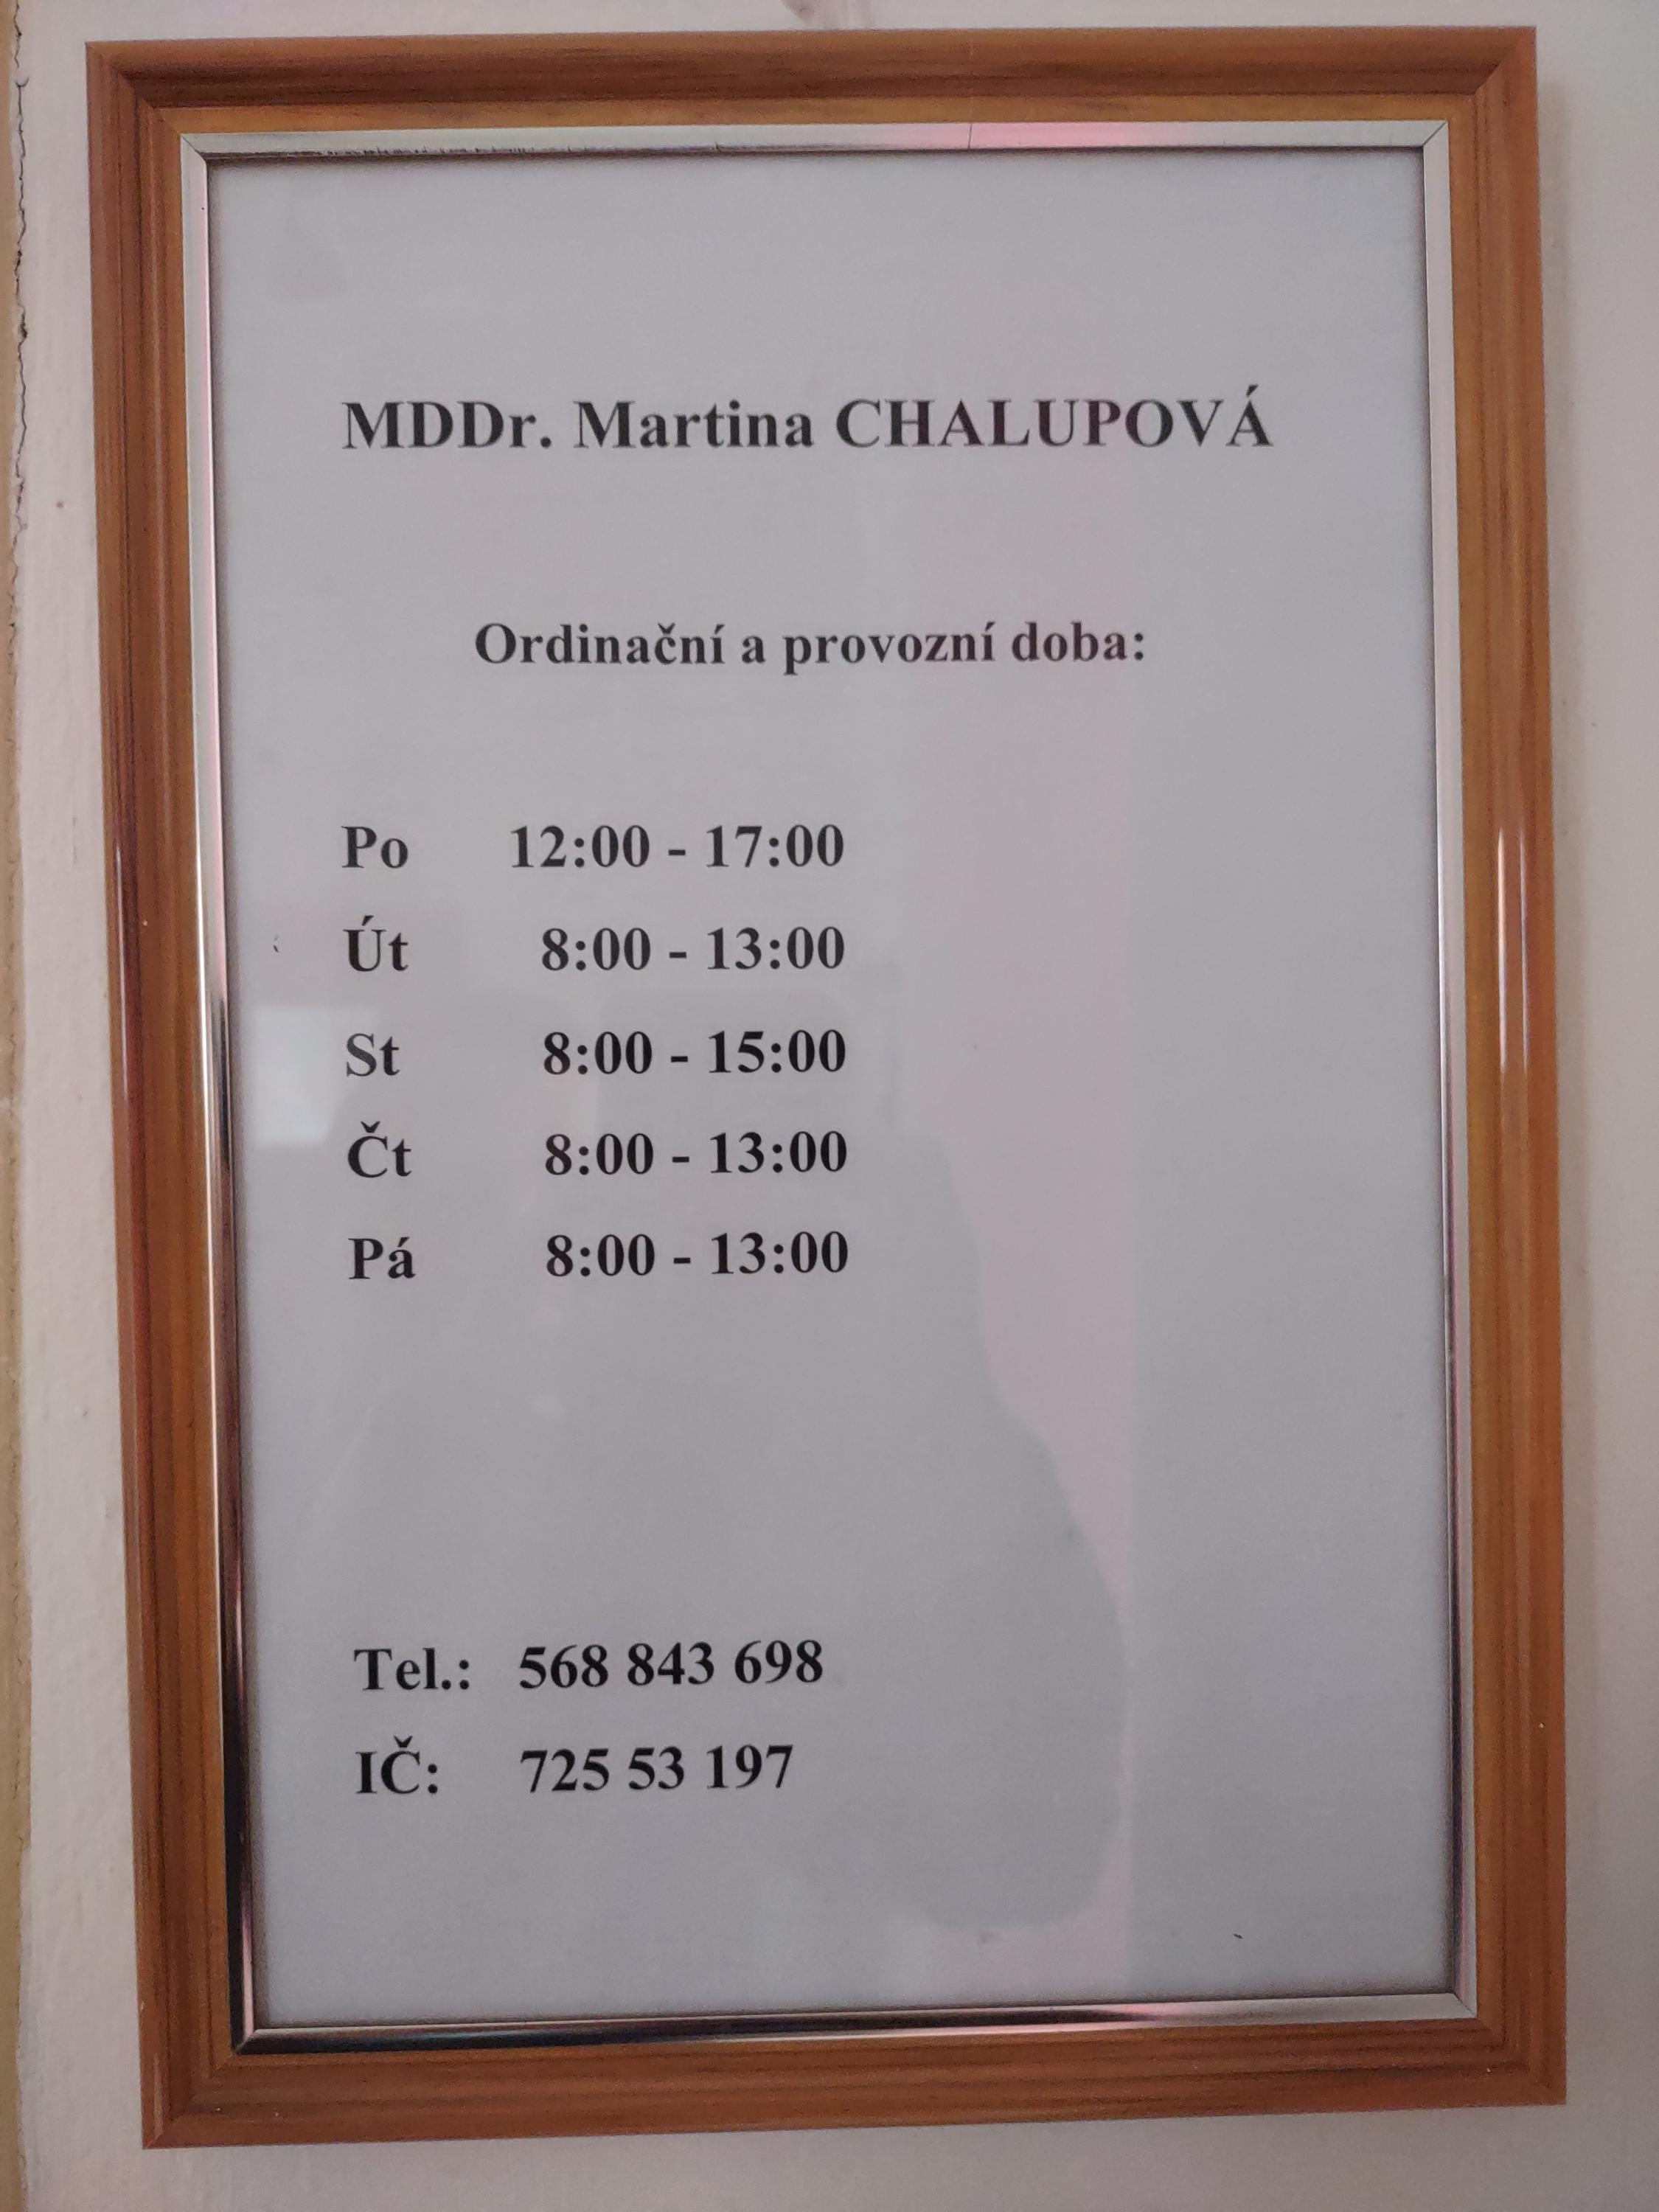 MDDr. Martina CHALUPOVÁ
Ordinační a provozní doba:
Po 12:00 - 17:00
Út 8:00 - 13:00
St 8:00 - 15:00
Čt 8:00 - 13:00
Pá 8:00 - 13:00
Tel.: 568 843 698
IČ: 725 53 197